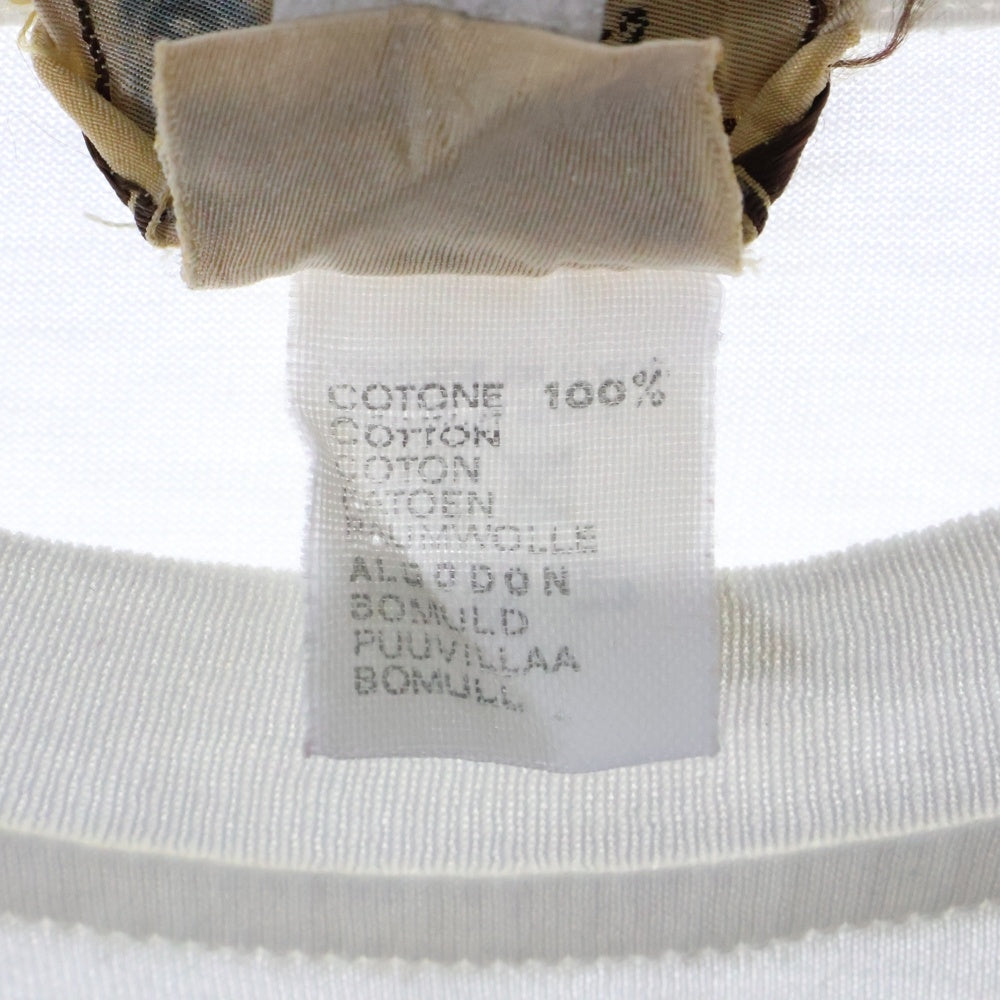 COTONE 100%
COTTON
COTON
KATOEN
BAUMWOLLE
ALGODON
BOMULD
PUUVILLAA
BOMULL